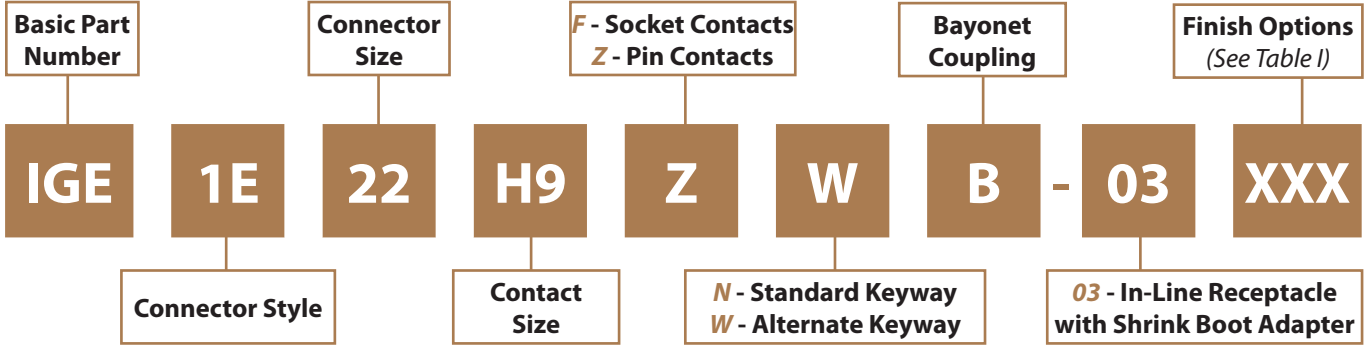 Basic Part
Number
Connector
Size
F - Socket Contacts
Z - Pin Contacts
Bayonet
Coupling
Finish Options
(See Table I)
IGE 1E 22 H9 Z W B - 03 XXX
Connector Style
Contact
Size
N - Standard Keyway
W - Alternate Keyway
03 - In-Line Receptacle
with Shrink Boot Adapter